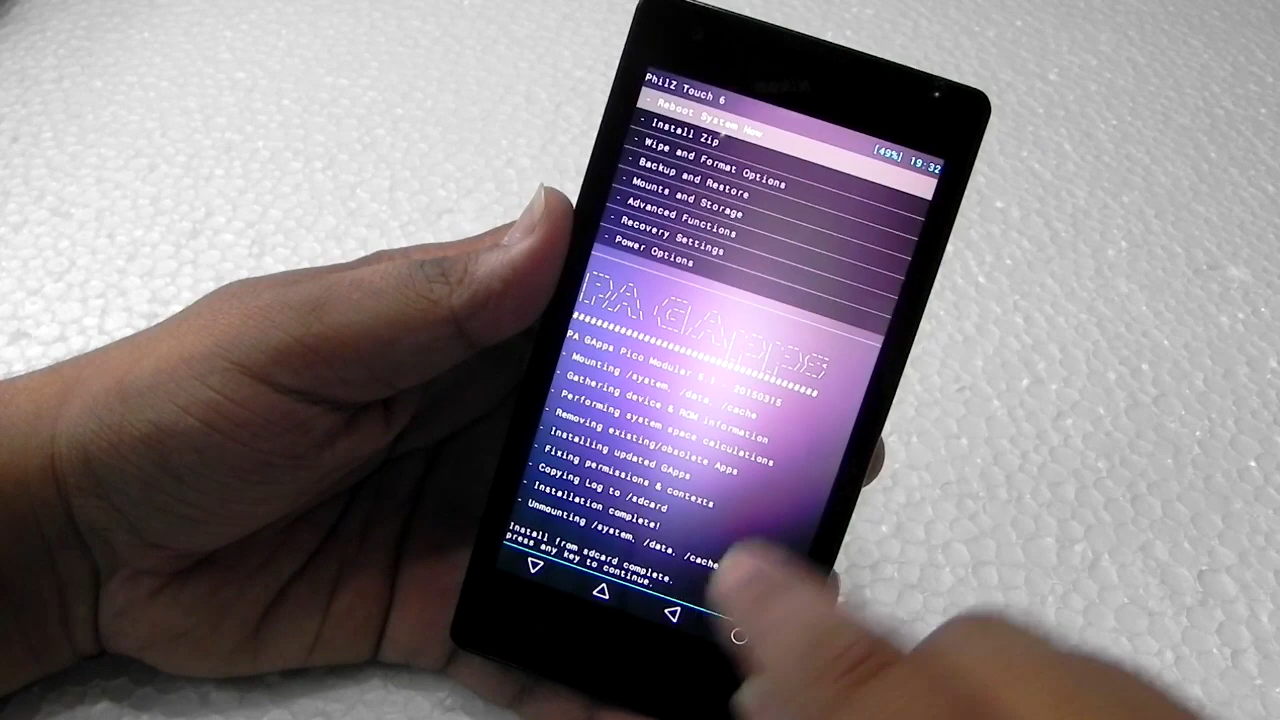 PhilZ Touch 6
[49%] 19:32
- Reboot System Now
- Install Zip
- Wipe and Format Options
- Backup and Restore
- Mounts and Storage
- Advanced Functions
- Recovery Settings
- Power Options
PA GApps
####################################################
PA GApps Pico Modular 5.1 - 20150315
- Mounting /system, /data, /cache
- Gathering device & ROM information
- Performing system space calculations
- Removing existing/obsolete Apps
- Installing updated GApps
- Fixing permissions & contexts
- Copying Log to /sdcard
- Installation complete!
- Unmounting /system, /data, /cache
Install from sdcard complete.
press any key to continue.